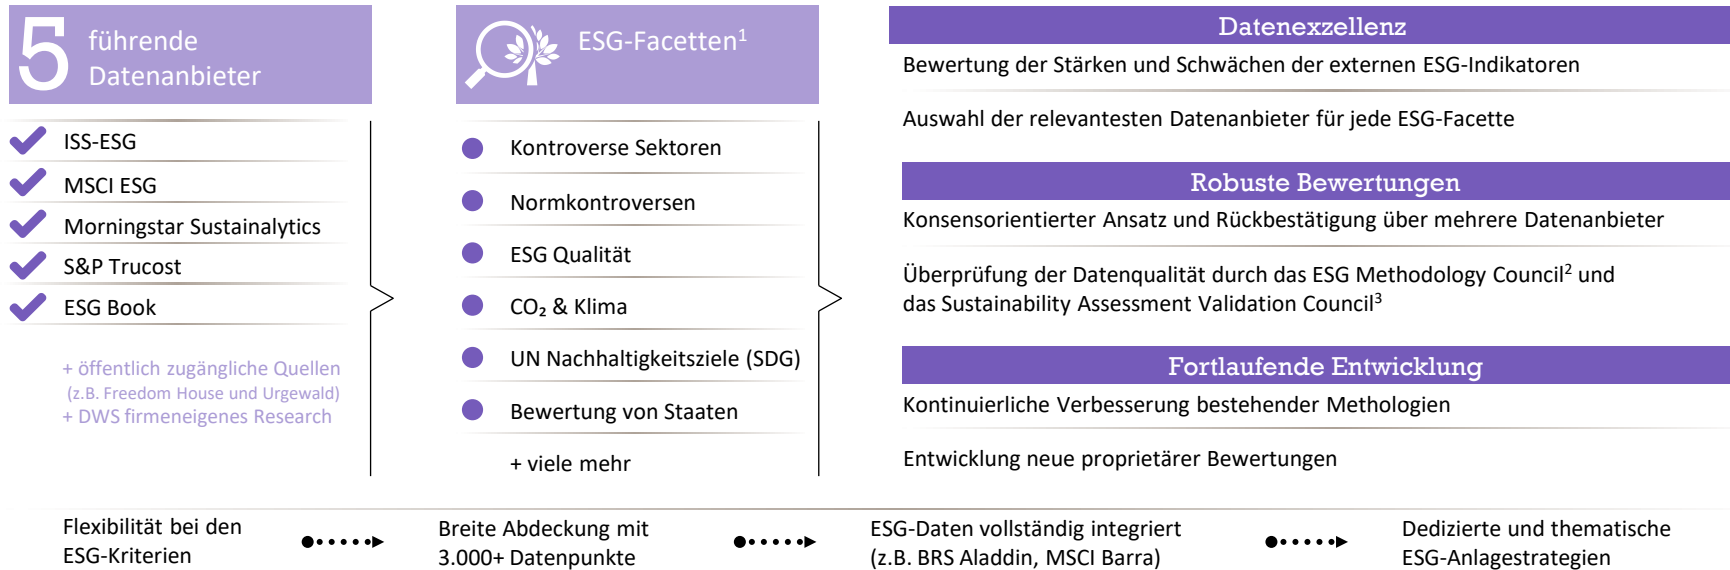 5 führende
Datenanbieter
ISS-ESG
MSCI ESG
Morningstar Sustainalytics
S&P Trucost
ESG Book
+ öffentlich zugängliche Quellen
(z.B. Freedom House und Urgewald)
+ DWS firmeneigenes Research
ESG-Facetten¹
Kontroverse Sektoren
Normkontroversen
ESG Qualität
CO₂ & Klima
UN Nachhaltigkeitsziele (SDG)
Bewertung von Staaten
+ viele mehr
Datenexzellenz
Bewertung der Stärken und Schwächen der externen ESG-Indikatoren
Auswahl der relevantesten Datenanbieter für jede ESG-Facette
Robuste Bewertungen
Konsensorientierter Ansatz und Rückbestätigung über mehrere Datenanbieter
Überprüfung der Datenqualität durch das ESG Methodology Council² und
das Sustainability Assessment Validation Council³
Fortlaufende Entwicklung
Kontinuierliche Verbesserung bestehender Methologien
Entwicklung neue proprietärer Bewertungen
Flexibilität bei den
ESG-Kriterien
Breite Abdeckung mit
3.000+ Datenpunkte
ESG-Daten vollständig integriert
(z.B. BRS Aladdin, MSCI Barra)
Dedizierte und thematische
ESG-Anlagestrategien